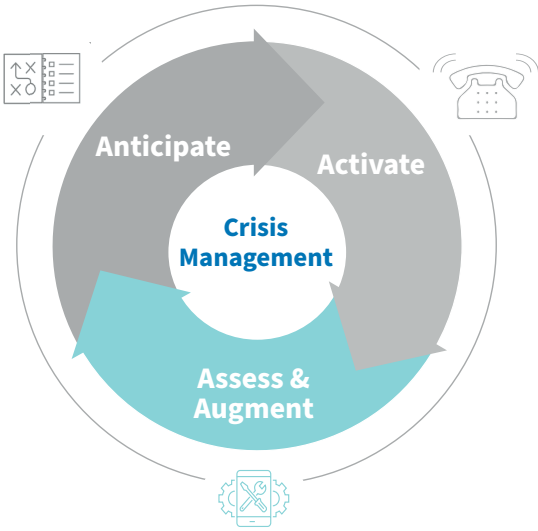 Anticipate
Activate
Crisis
Management
Assess &
Augment